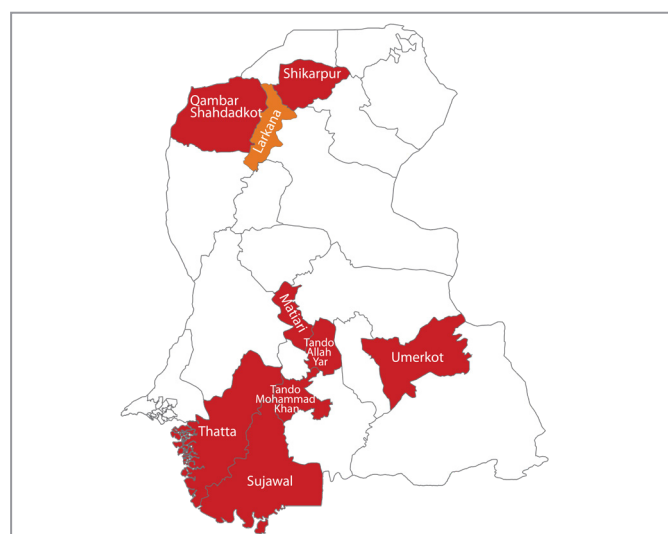 Shikarpur
Qambar
Shahdadkot
Larkana
Matiari
Tando
Allah
Yar
Umerkot
Tando
Mohammad
Khan
Thatta
Sujawal